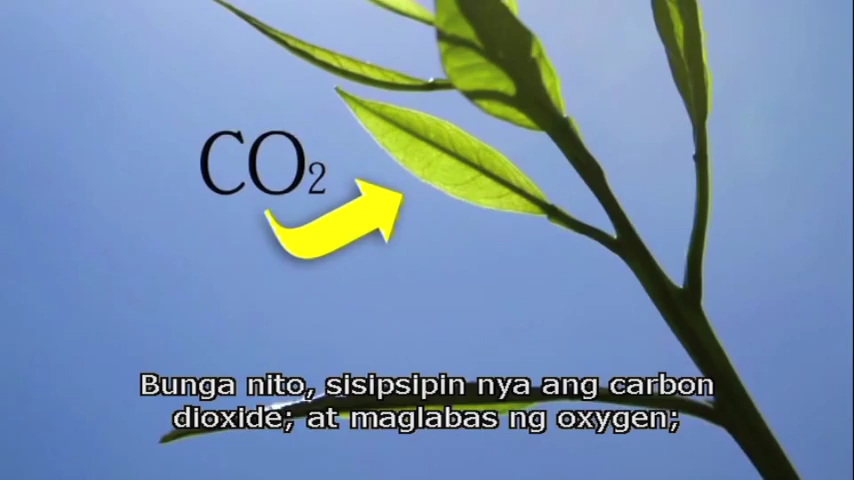 CO₂
Bunga nito, sisipsipin nya ang carbon
dioxide; at maglabas ng oxygen;